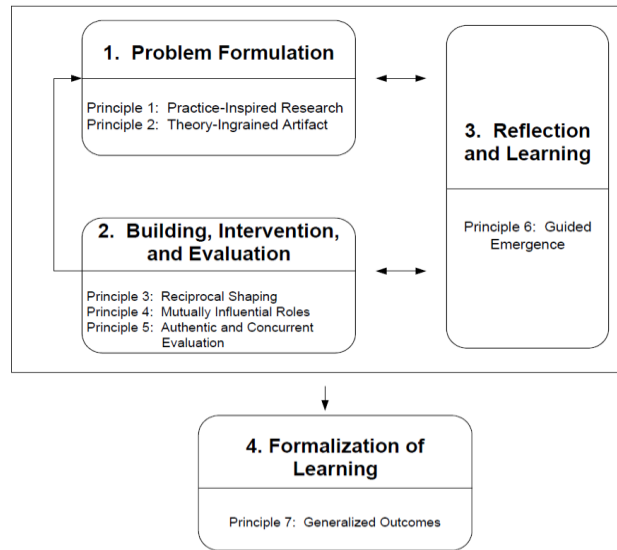 1. Problem Formulation
Principle 1: Practice-Inspired Research
Principle 2: Theory-Ingrained Artifact
2. Building, Intervention,
and Evaluation
Principle 3: Reciprocal Shaping
Principle 4: Mutually Influential Roles
Principle 5: Authentic and Concurrent
Evaluation
3. Reflection
and Learning
Principle 6: Guided
Emergence
4. Formalization of
Learning
Principle 7: Generalized Outcomes